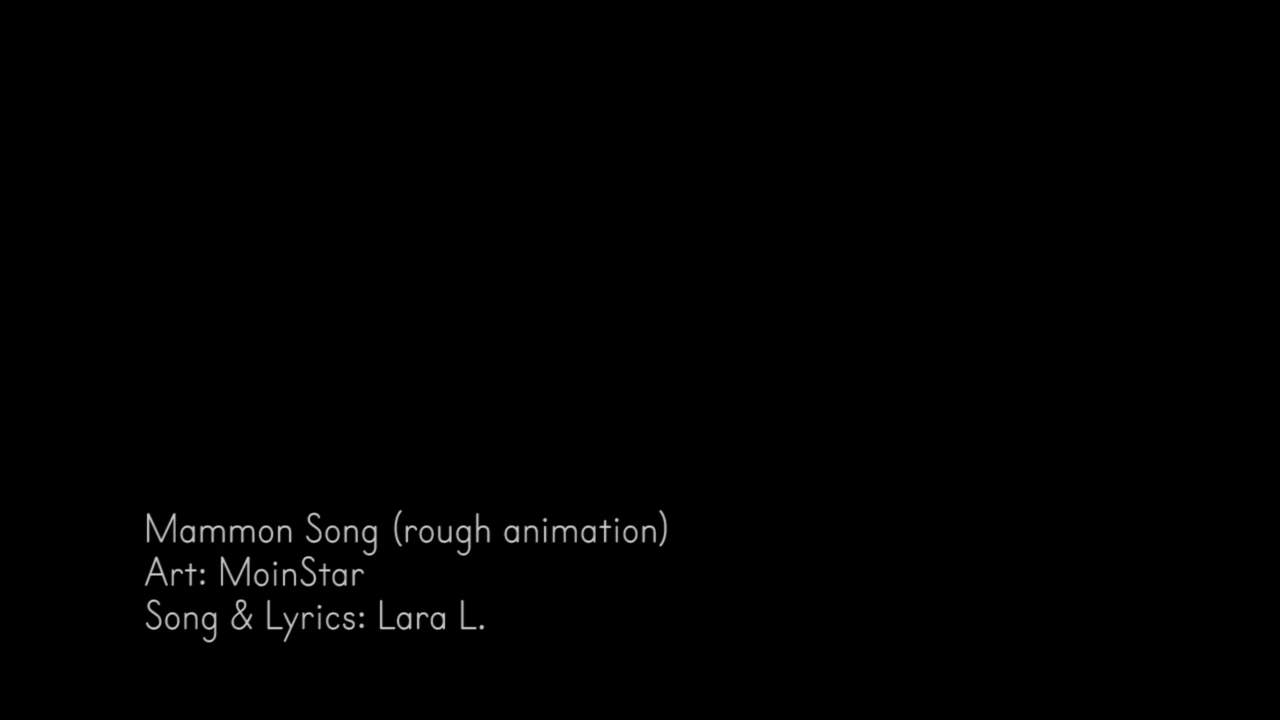 Mammon Song (rough animation)
Art: MoinStar
Song & Lyrics: Lara L.